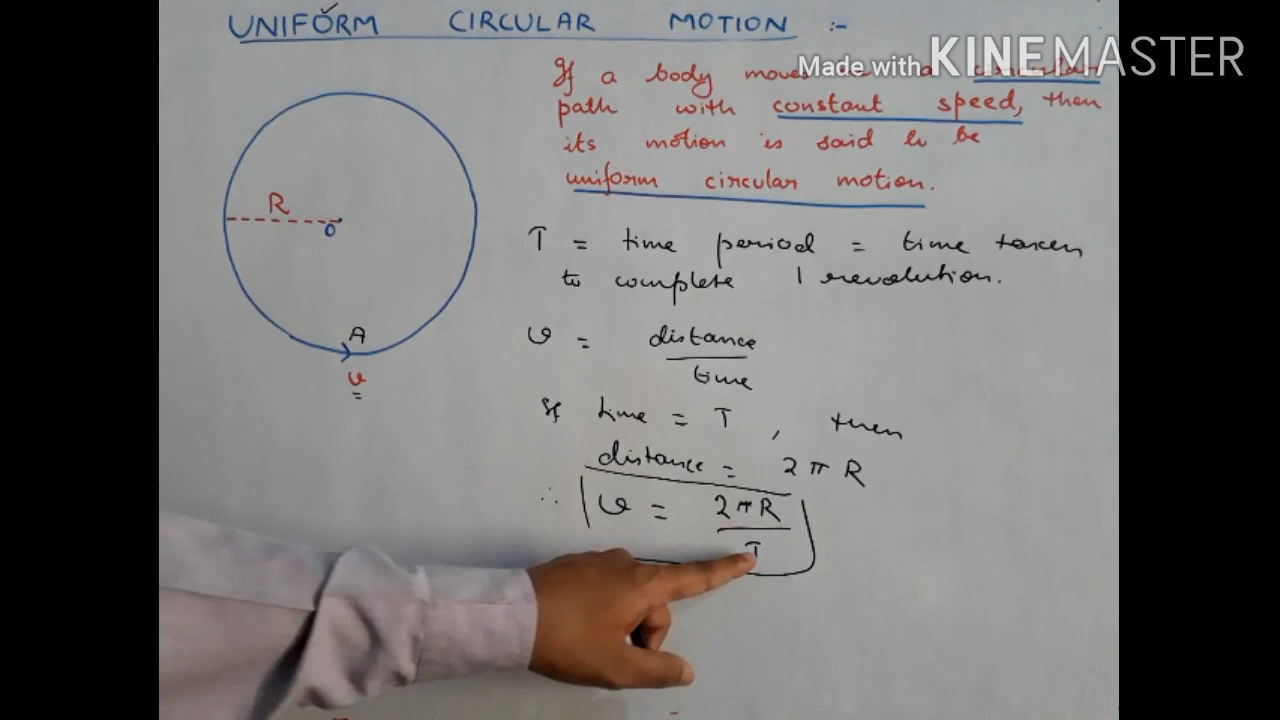 UNIFORM CIRCULAR MOTION :-
Made with KINEMASTER
If a body moves a circular
path with constant speed, then
its motion is said to be
uniform circular motion.
R
O
T = time period = time taken
to complete 1 revolution.
A
v
v = distance
time
If time = T, then
distance = 2πR
∴ v = 2πR
T